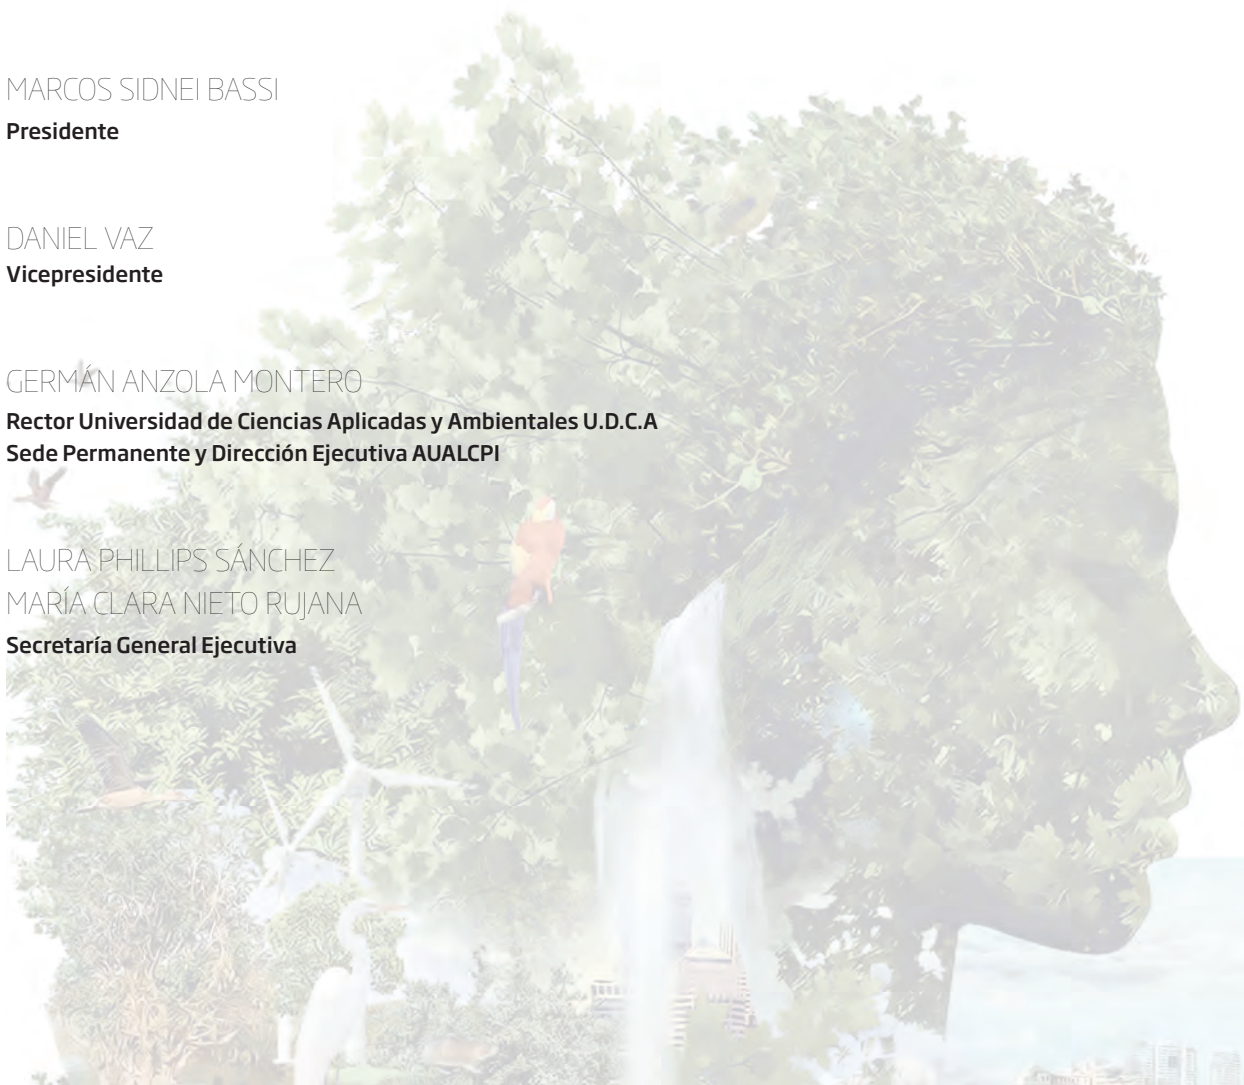 MARCOS SIDNEI BASSI
Presidente
DANIEL VAZ
Vicepresidente
GERMÁN ANZOLA MONTERO
Rector Universidad de Ciencias Aplicadas y Ambientales U.D.C.A
Sede Permanente y Dirección Ejecutiva AUALCPI
LAURA PHILLIPS SÁNCHEZ
MARÍA CLARA NIETO RUJANA
Secretaría General Ejecutiva